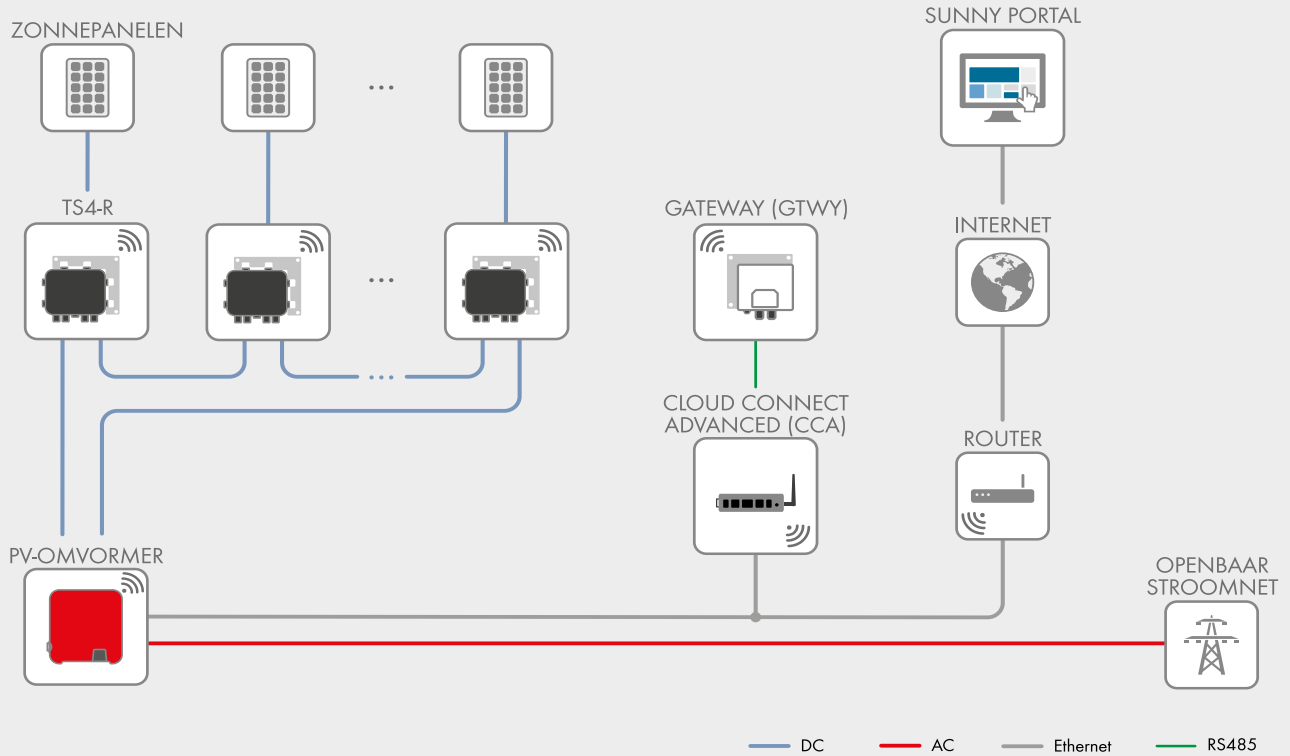 SUNNY PORTAL
ZONNEPANELEN
...
TS4-R
GATEWAY (GTWY)
INTERNET
...
...
CLOUD CONNECT
ADVANCED (CCA)
ROUTER
PV-OMVORMER
OPENBAAR
STROOMNET
DC
AC
Ethernet
RS485